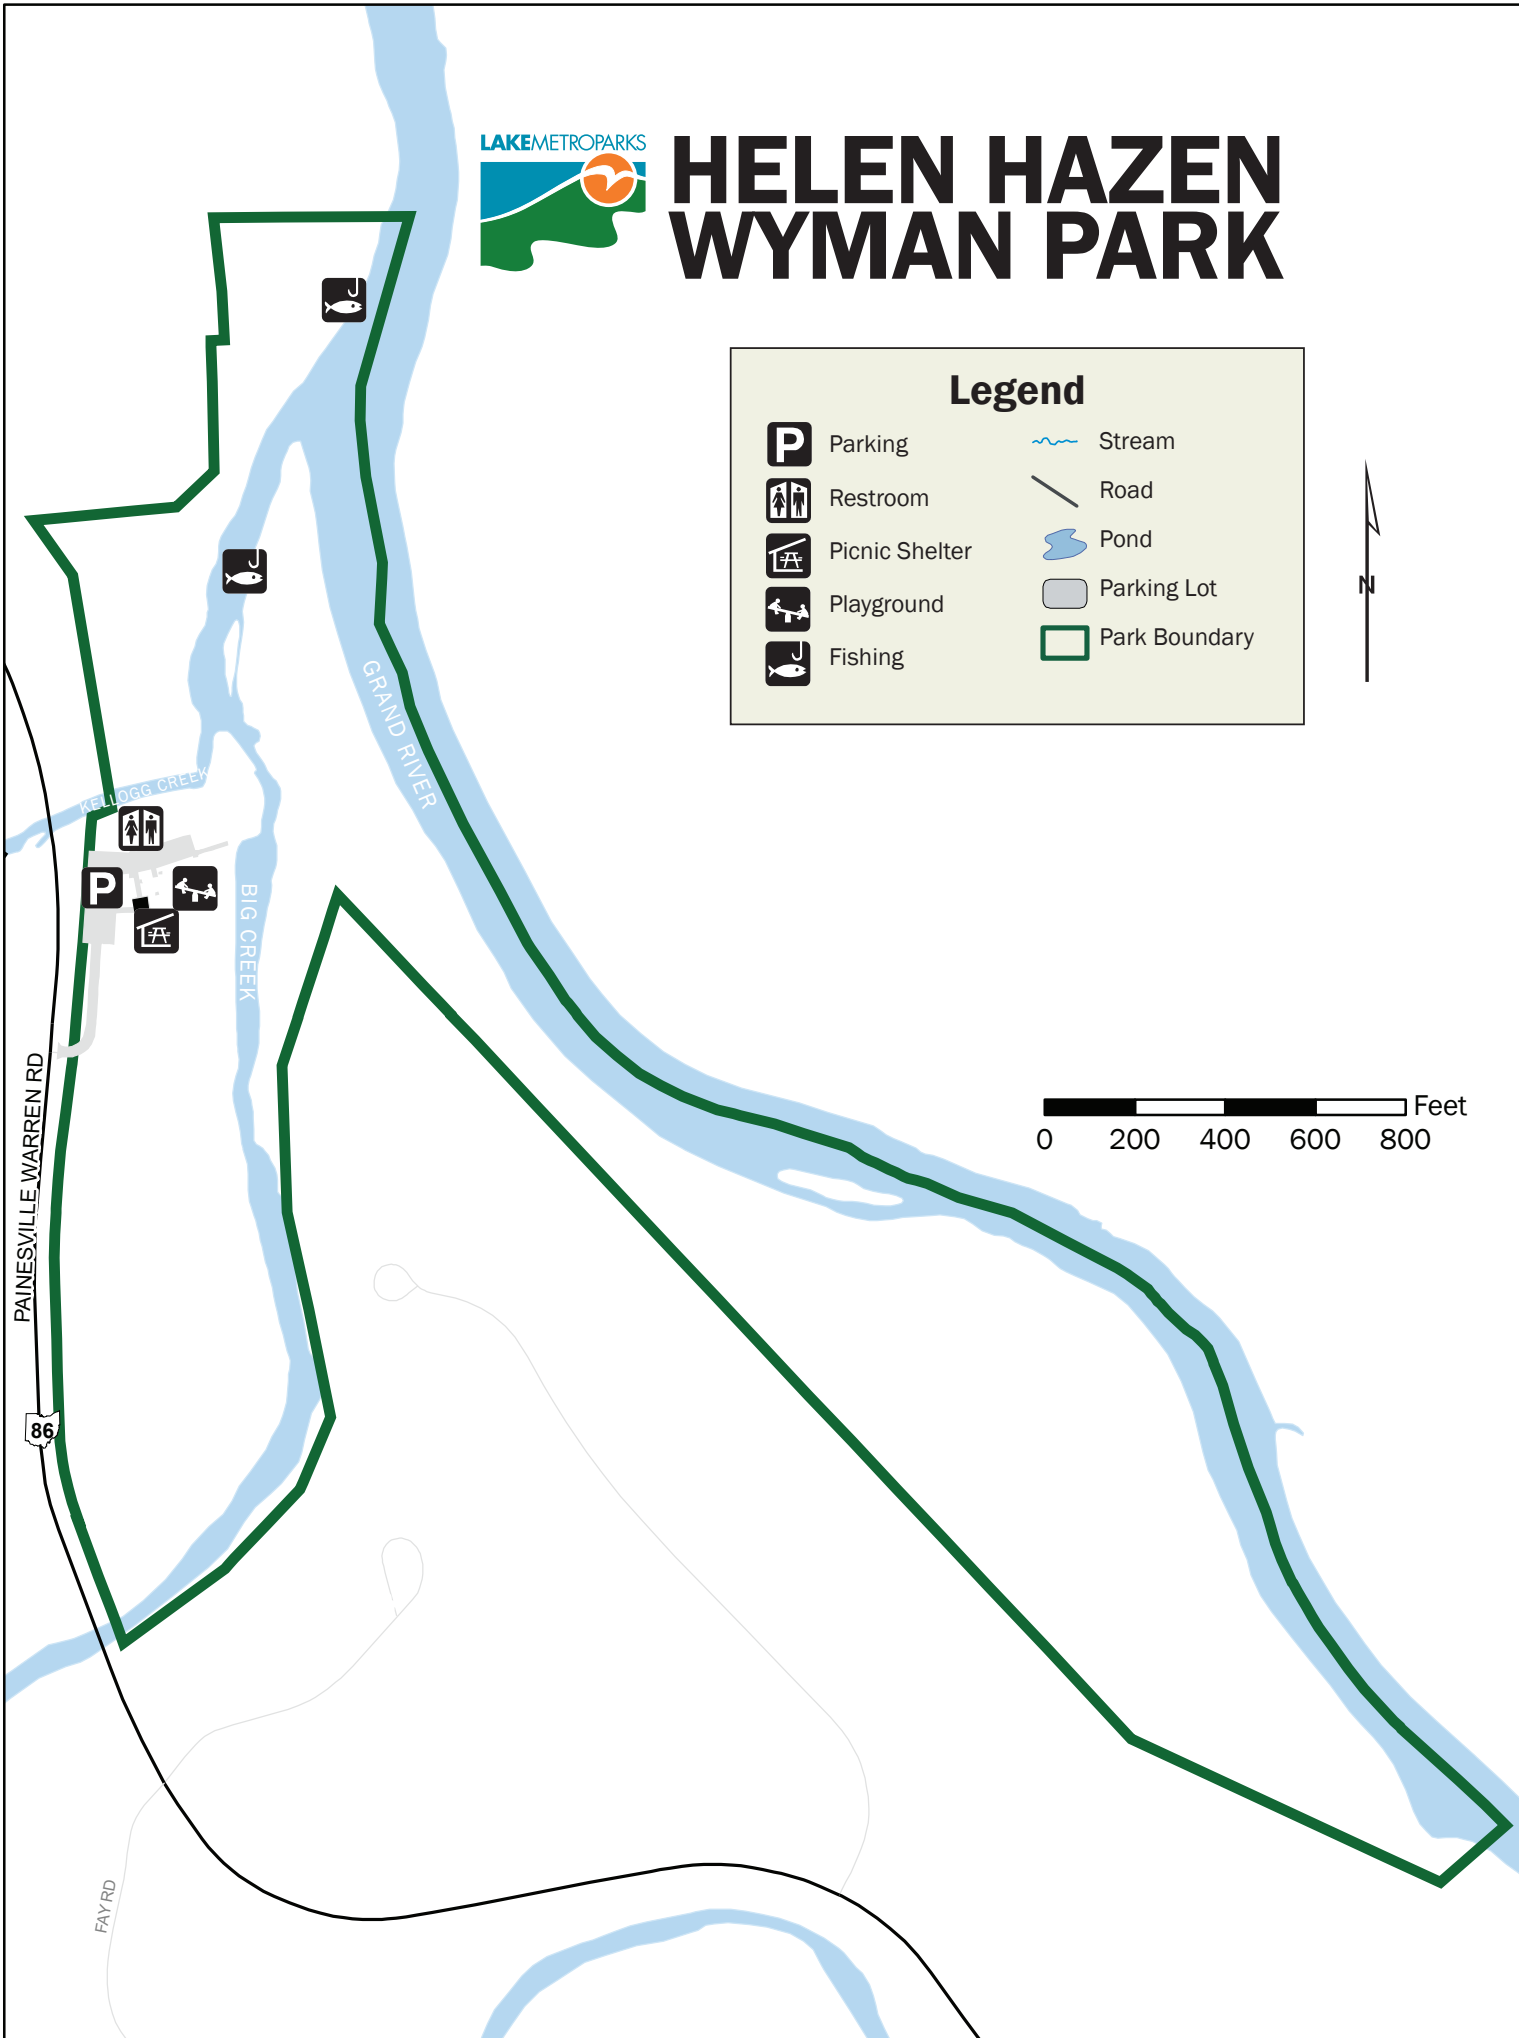 LAKEMETROPARKS
HELEN HAZEN
WYMAN PARK
Legend
P Parking
Restroom
Picnic Shelter
Playground
Fishing
Stream
Road
Pond
Parking Lot
Park Boundary
N
GRAND RIVER
KELLOGG CREEK
P
BIG CREEK
PAINESVILLE WARREN RD
Feet
0 200 400 600 800
86
FAY RD